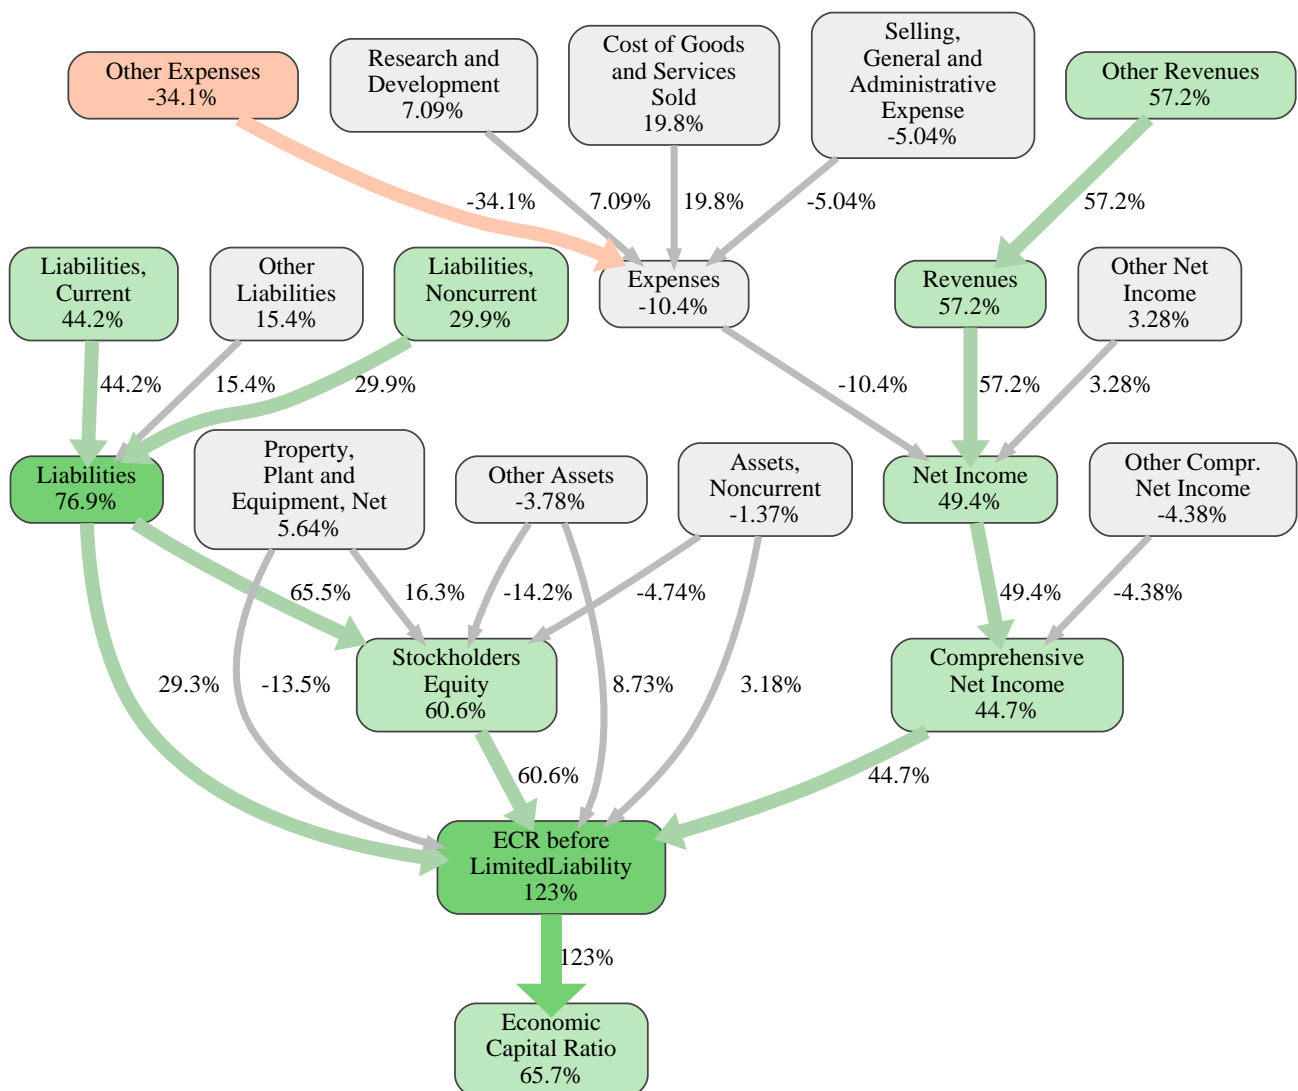 Other Expenses
-34.1%
Research and
Development
7.09%
Cost of Goods
and Services
Sold
19.8%
Selling,
General and
Administrative
Expense
-5.04%
Other Revenues
57.2%
-34.1%
7.09%
19.8%
-5.04%
57.2%
Liabilities,
Current
44.2%
Other
Liabilities
15.4%
Liabilities,
Noncurrent
29.9%
Expenses
-10.4%
Revenues
57.2%
Other Net
Income
3.28%
44.2%
15.4%
29.9%
-10.4%
57.2%
3.28%
Liabilities
76.9%
Property,
Plant and
Equipment, Net
5.64%
Other Assets
-3.78%
Assets,
Noncurrent
-1.37%
Net Income
49.4%
Other Compr.
Net Income
-4.38%
65.5%
16.3%
-14.2%
-4.74%
49.4%
-4.38%
29.3%
-13.5%
Stockholders
Equity
60.6%
8.73%
3.18%
Comprehensive
Net Income
44.7%
60.6%
44.7%
ECR before
LimitedLiability
123%
123%
Economic
Capital Ratio
65.7%